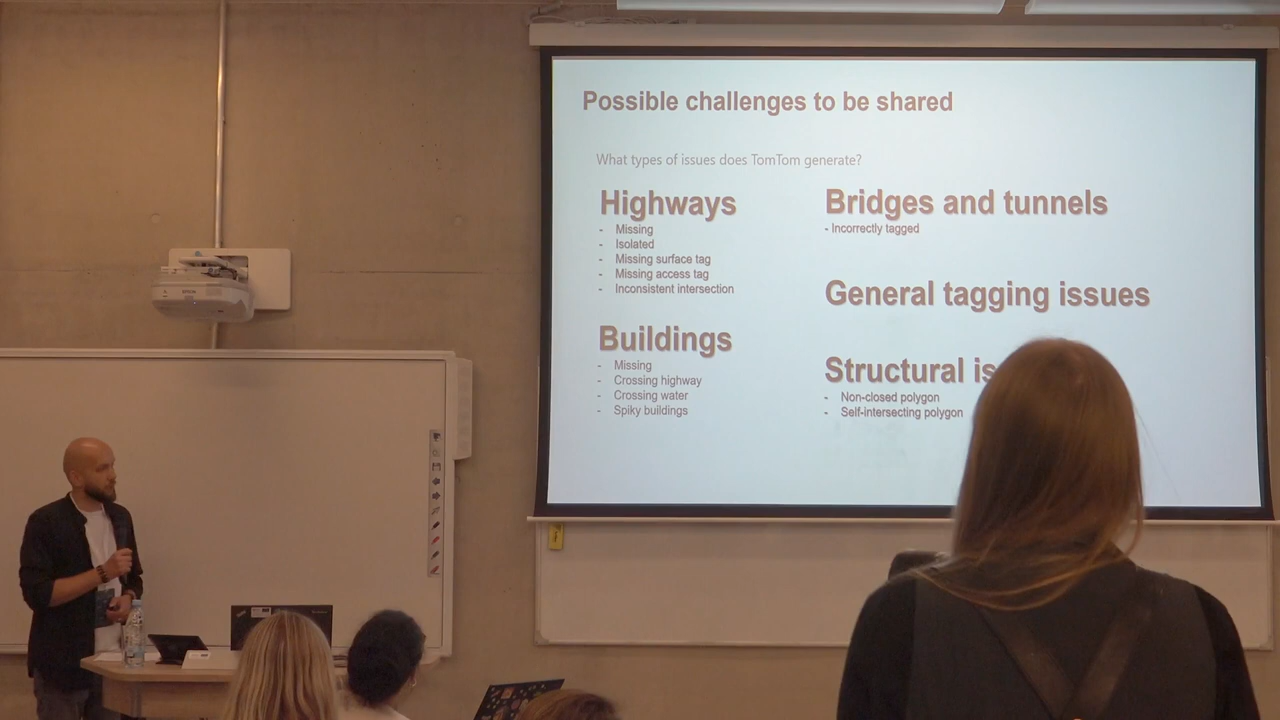 Possible challenges to be shared
What types of issues does TomTom generate?
Highways
- Missing
- Isolated
- Missing surface tag
- Missing access tag
- Inconsistent intersection
Buildings
- Missing
- Crossing highway
- Crossing water
- Spiky buildings
Bridges and tunnels
- Incorrectly tagged
General tagging issues
Structural is
- Non-closed polygon
- Self-intersecting polygon